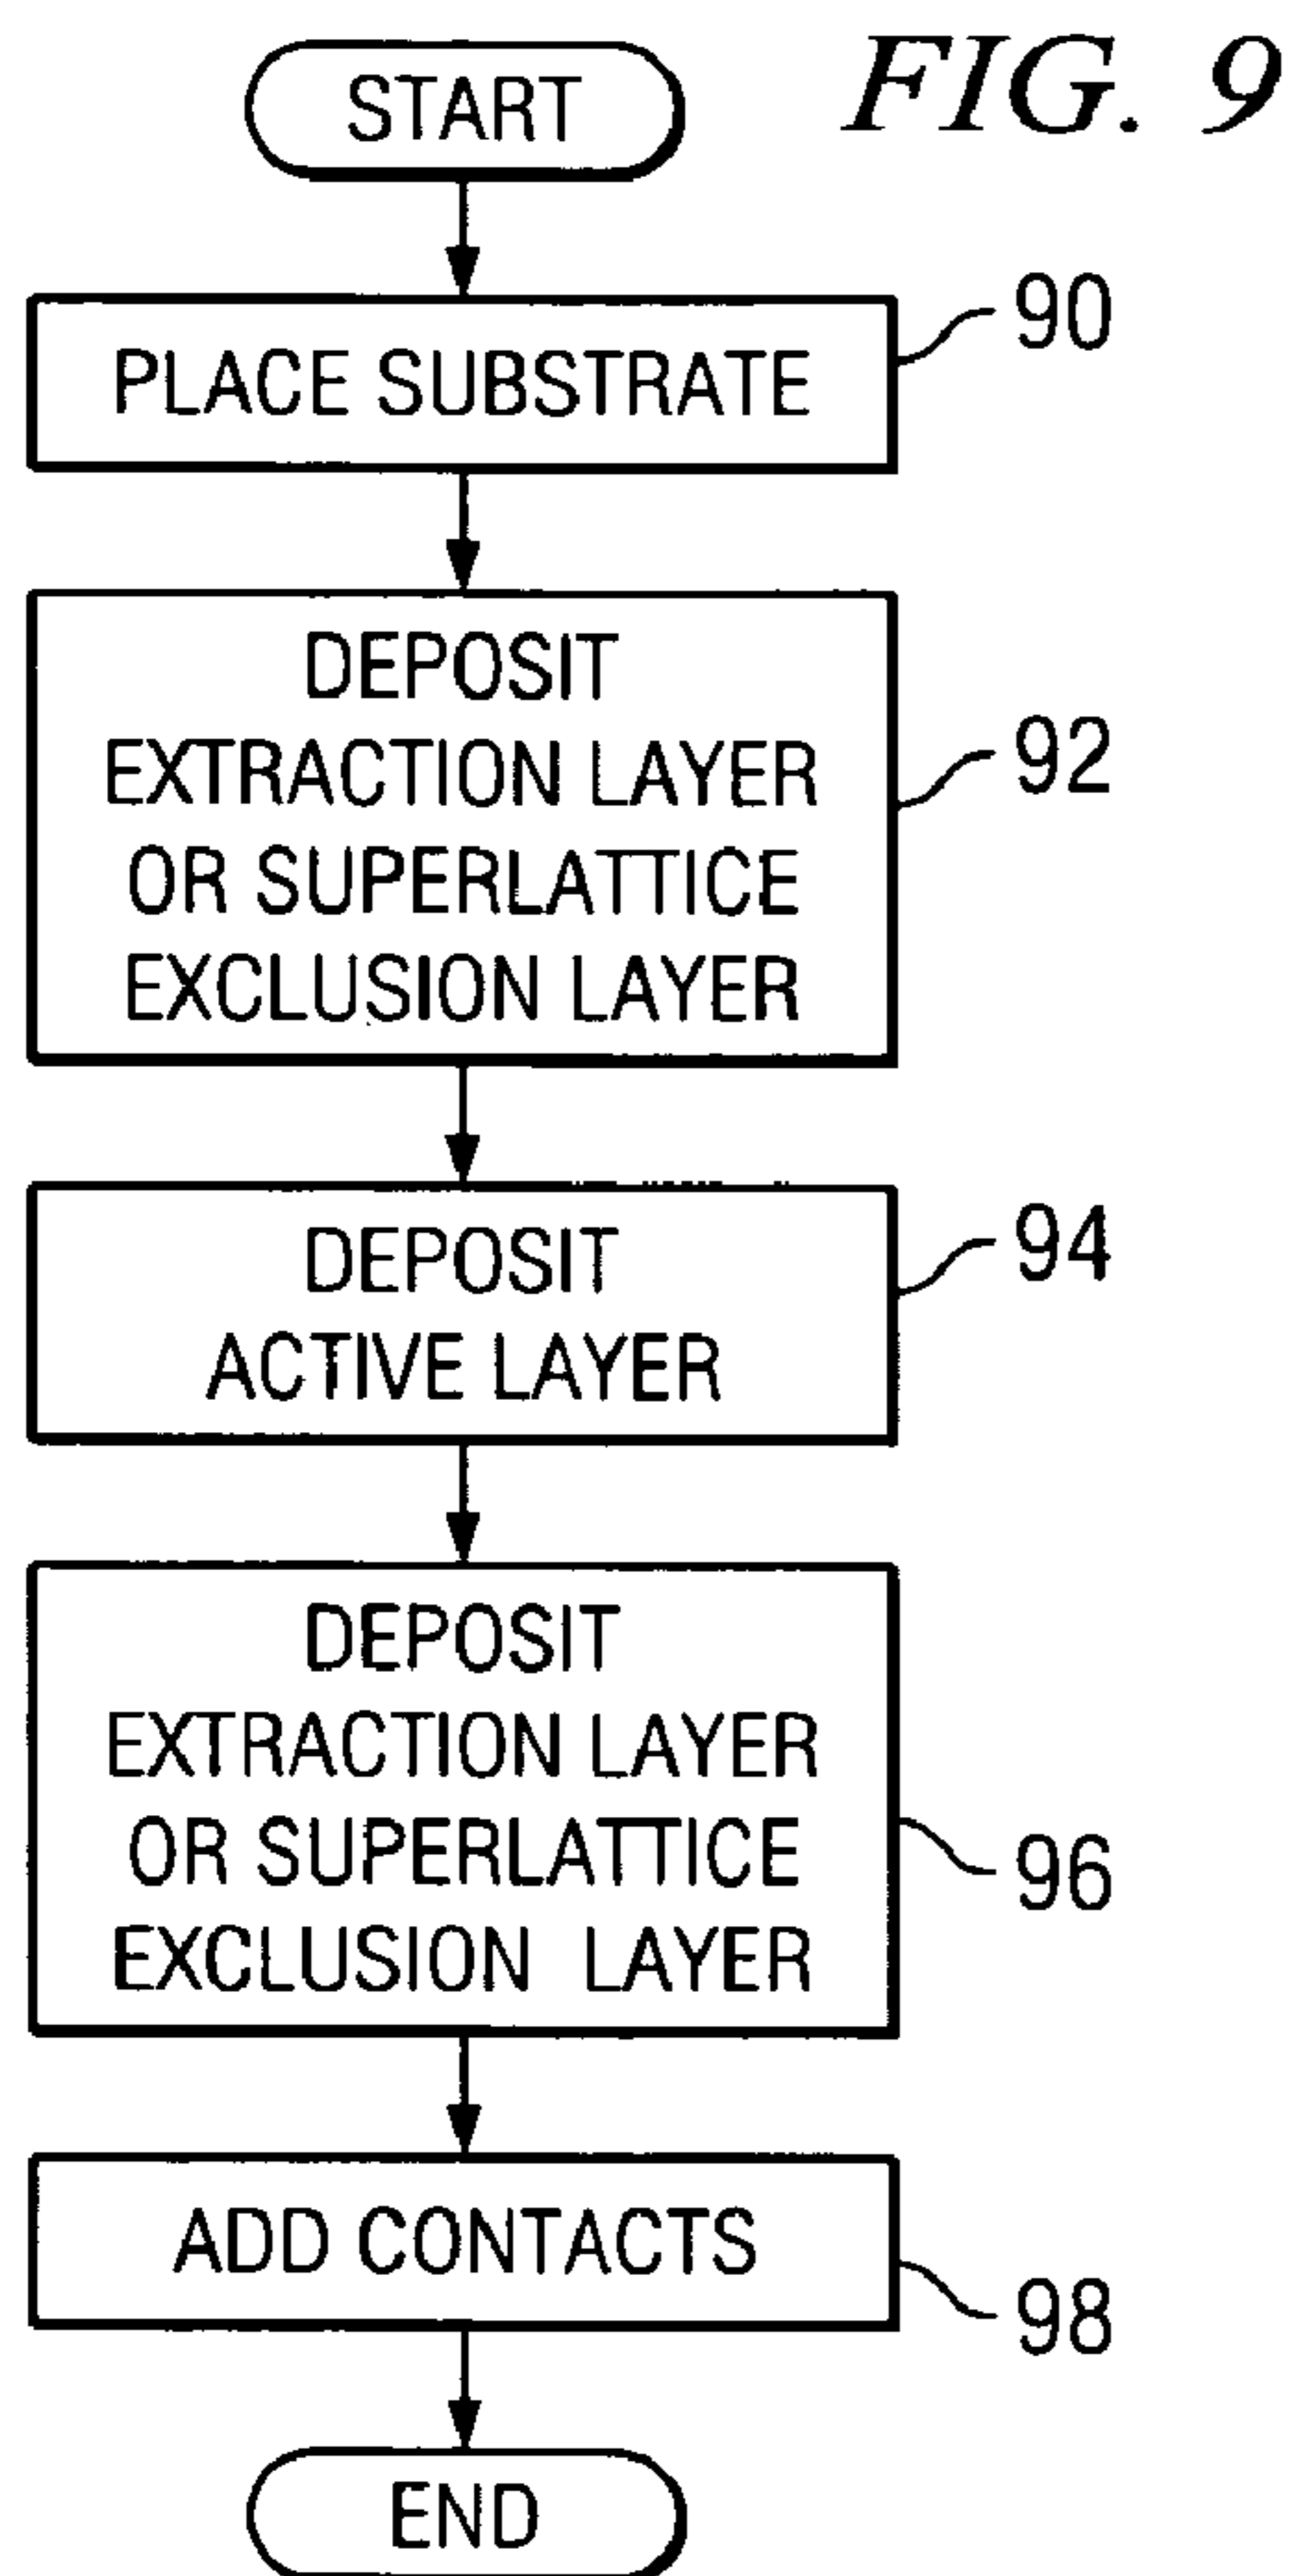 FIG. 9
START
PLACE SUBSTRATE
90
DEPOSIT
EXTRACTION LAYER
OR SUPERLATTICE
EXCLUSION LAYER
92
DEPOSIT
ACTIVE LAYER
94
DEPOSIT
EXTRACTION LAYER
OR SUPERLATTICE
EXCLUSION LAYER
96
ADD CONTACTS
98
END